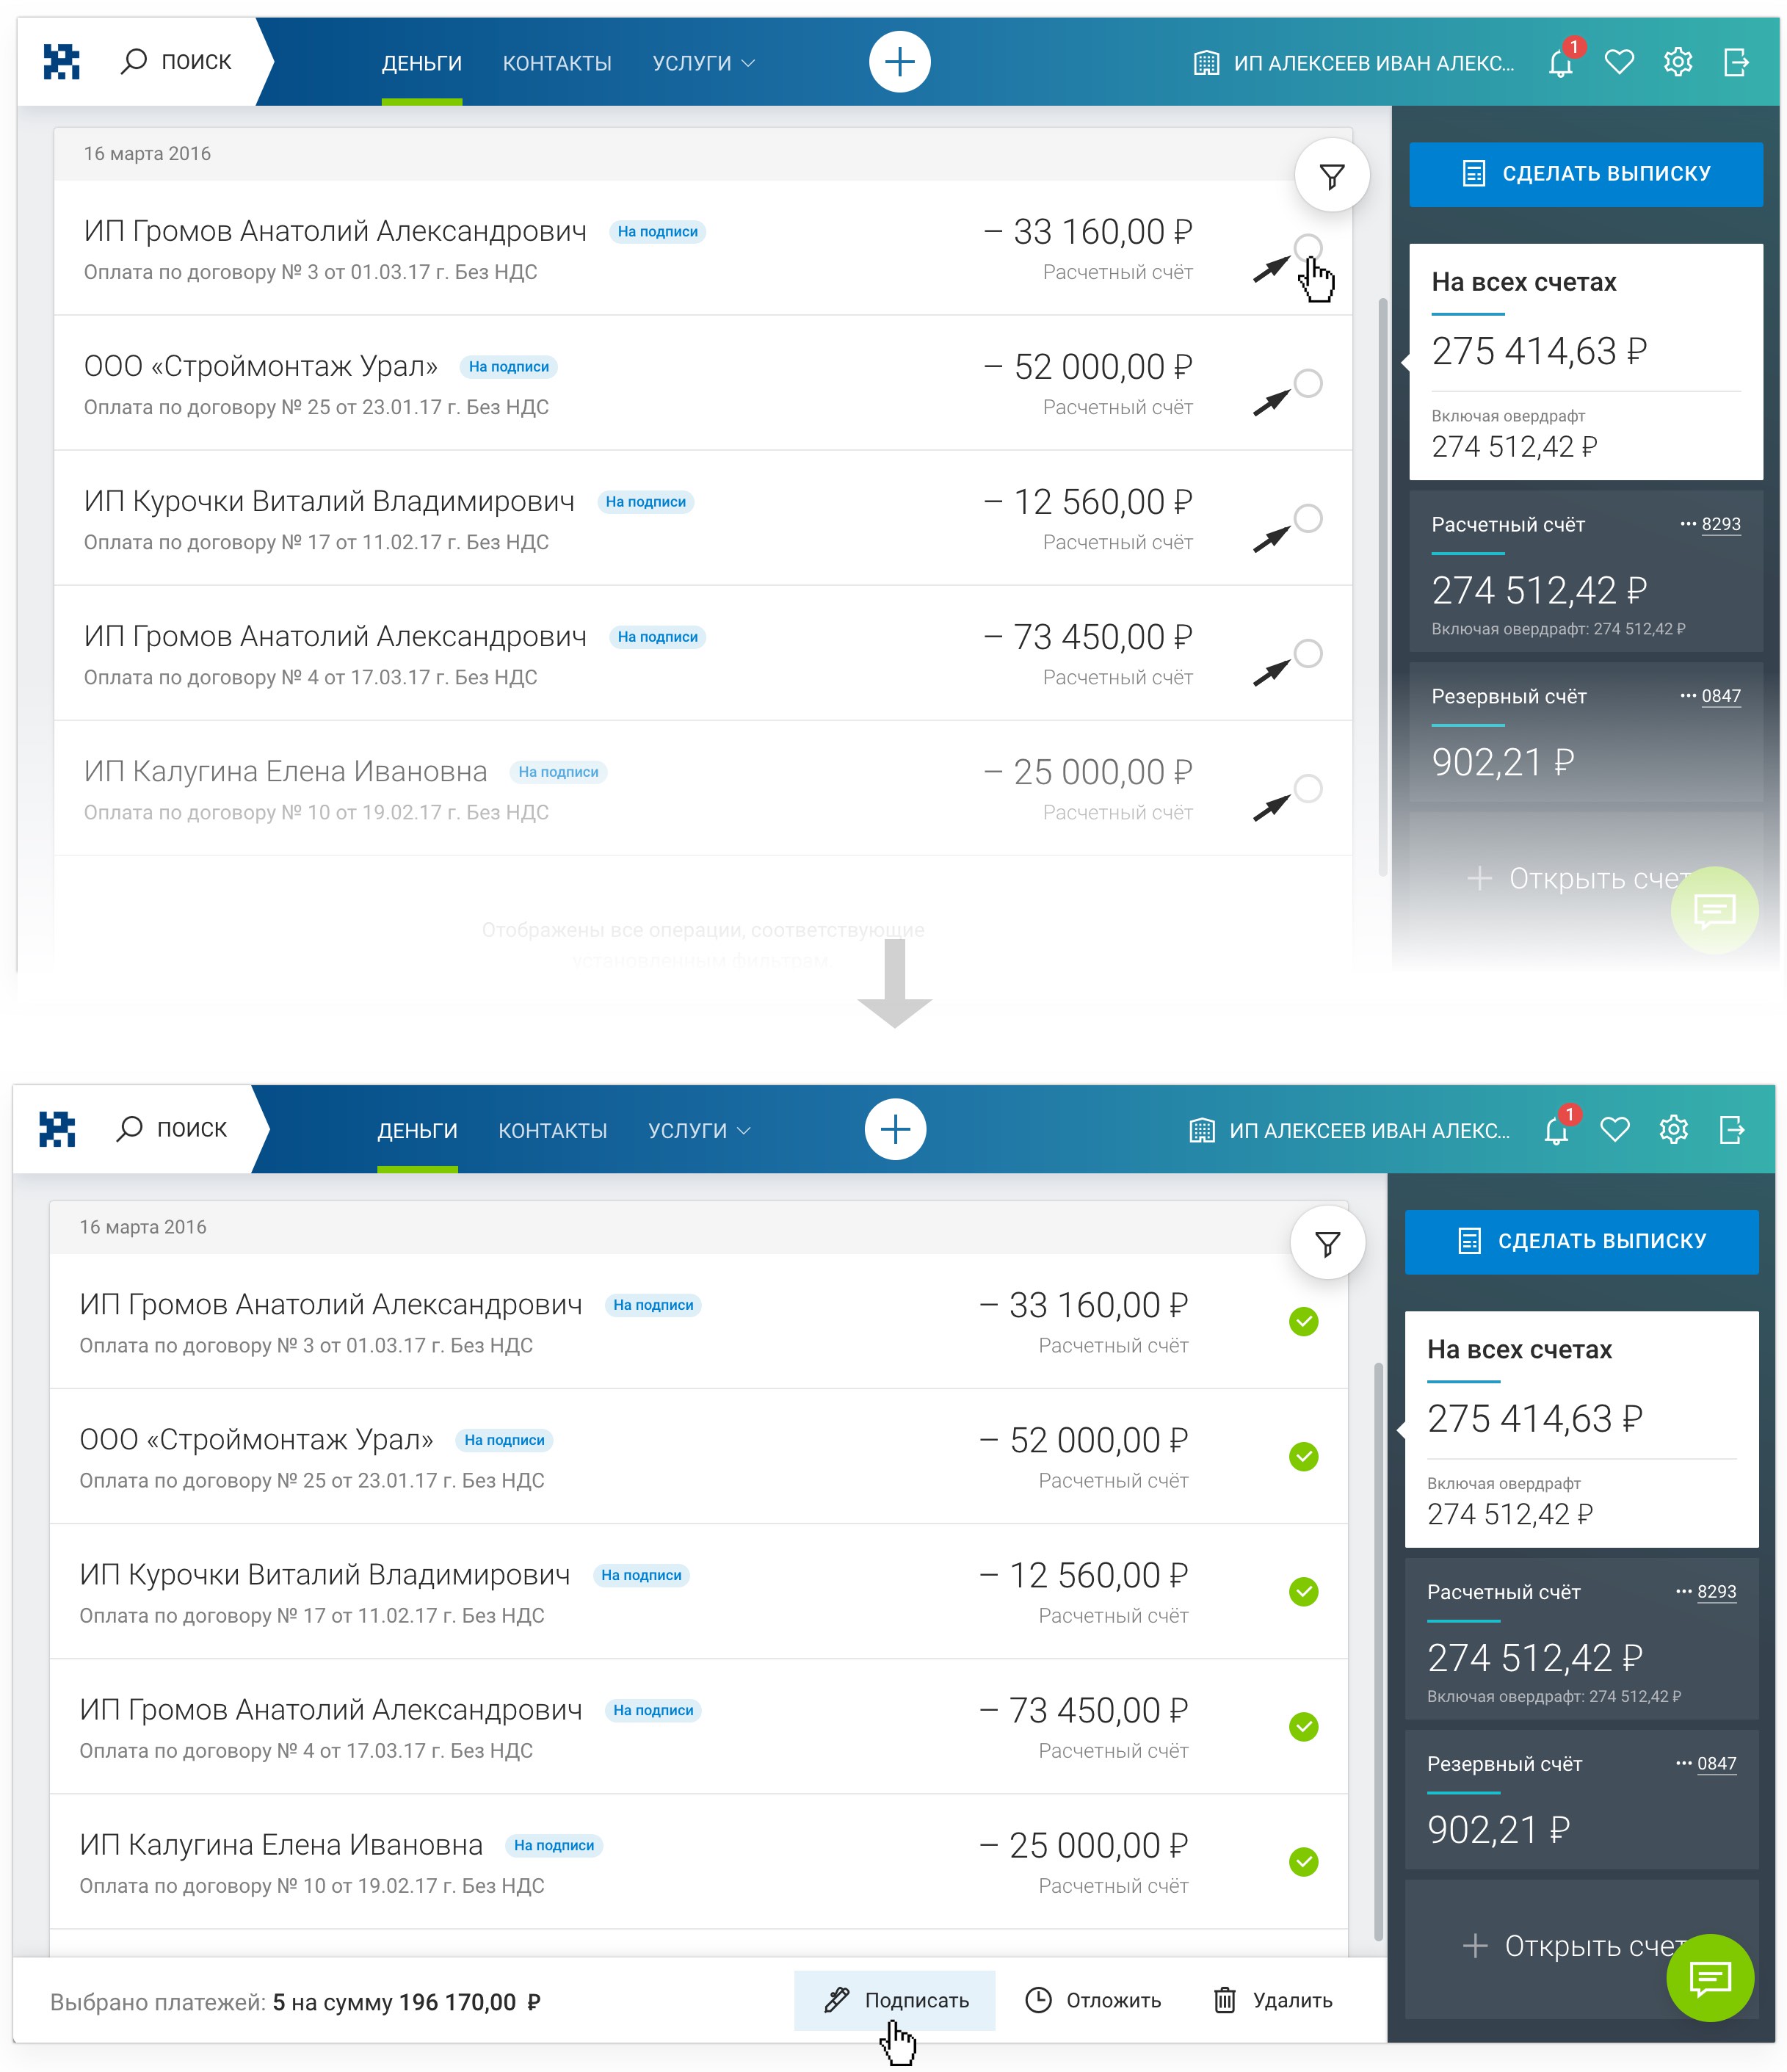 ПОИСК
ДЕНЬГИ
КОНТАКТЫ
УСЛУГИ
ИП АЛЕКСЕЕВ ИВАН АЛЕКС...
1
16 марта 2016
ИП Громов Анатолий Александрович На подписи – 33 160,00 ₽
Оплата по договору № 3 от 01.03.17 г. Без НДС Расчетный счёт
ООО «Строймонтаж Урал» На подписи – 52 000,00 ₽
Оплата по договору № 25 от 23.01.17 г. Без НДС Расчетный счёт
ИП Курочки Виталий Владимирович На подписи – 12 560,00 ₽
Оплата по договору № 17 от 11.02.17 г. Без НДС Расчетный счёт
ИП Громов Анатолий Александрович На подписи – 73 450,00 ₽
Оплата по договору № 4 от 17.03.17 г. Без НДС Расчетный счёт
ИП Калугина Елена Ивановна На подписи – 25 000,00 ₽
Оплата по договору № 10 от 19.02.17 г. Без НДС Расчетный счёт
Отображены все операции, соответствующие
установленным фильтрам.
СДЕЛАТЬ ВЫПИСКУ
На всех счетах
275 414,63 ₽
Включая овердрафт
274 512,42 ₽
Расчетный счёт ••• 8293
274 512,42 ₽
Включая овердрафт: 274 512,42 ₽
Резервный счёт ••• 0847
902,21 ₽
Открыть счет
ПОИСК
ДЕНЬГИ
КОНТАКТЫ
УСЛУГИ
ИП АЛЕКСЕЕВ ИВАН АЛЕКС...
1
16 марта 2016
ИП Громов Анатолий Александрович На подписи – 33 160,00 ₽
Оплата по договору № 3 от 01.03.17 г. Без НДС Расчетный счёт
ООО «Строймонтаж Урал» На подписи – 52 000,00 ₽
Оплата по договору № 25 от 23.01.17 г. Без НДС Расчетный счёт
ИП Курочки Виталий Владимирович На подписи – 12 560,00 ₽
Оплата по договору № 17 от 11.02.17 г. Без НДС Расчетный счёт
ИП Громов Анатолий Александрович На подписи – 73 450,00 ₽
Оплата по договору № 4 от 17.03.17 г. Без НДС Расчетный счёт
ИП Калугина Елена Ивановна На подписи – 25 000,00 ₽
Оплата по договору № 10 от 19.02.17 г. Без НДС Расчетный счёт
Выбрано платежей: 5 на сумму 196 170,00 ₽
Подписать
Отложить
Удалить
СДЕЛАТЬ ВЫПИСКУ
На всех счетах
275 414,63 ₽
Включая овердрафт
274 512,42 ₽
Расчетный счёт ••• 8293
274 512,42 ₽
Включая овердрафт: 274 512,42 ₽
Резервный счёт ••• 0847
902,21 ₽
Открыть счет